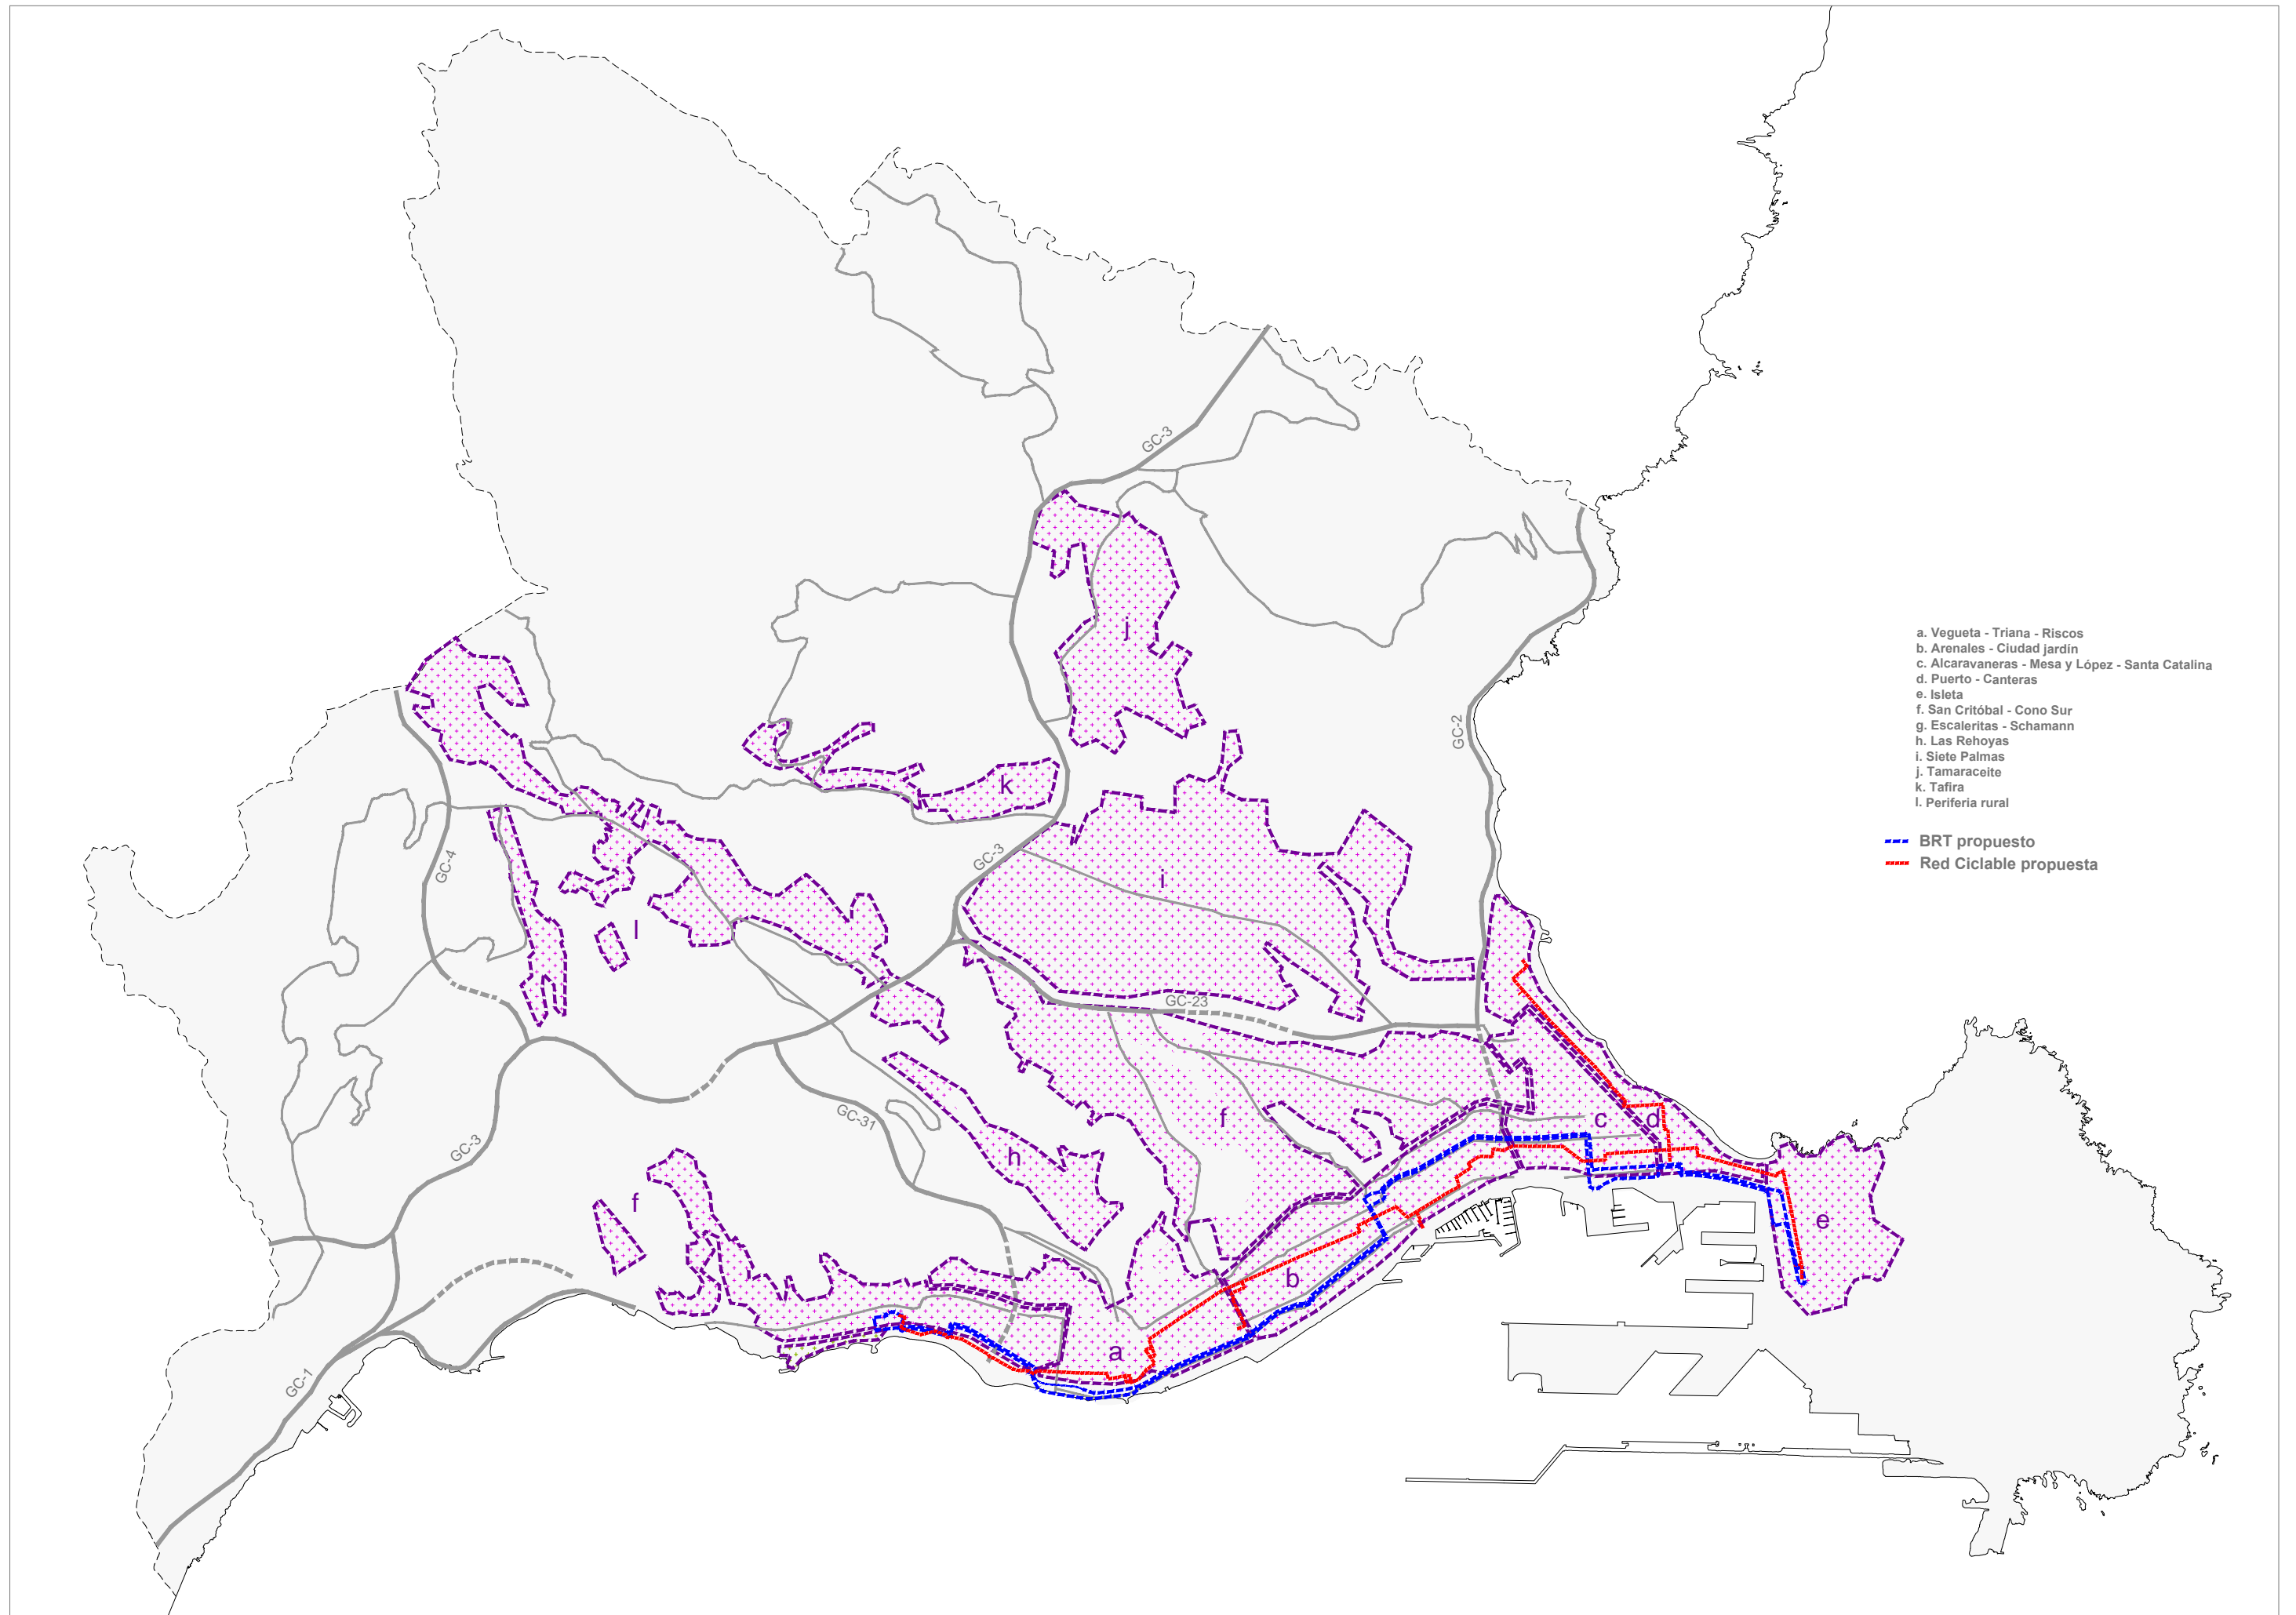 GC-3
j
a. Vegueta - Triana - Riscos
b. Arenales - Ciudad jardín
c. Alcaravaneras - Mesa y López - Santa Catalina
d. Puerto - Canteras
e. Isleta
f. San Critóbal - Cono Sur
g. Escaleritas - Schamann
h. Las Rehoyas
i. Siete Palmas
j. Tamaraceite
k. Tafira
l. Periferia rural
BRT propuesto
Red Ciclable propuesta
GC-2
k
GC-3
GC-4
i
l
GC-23
GC-31
f
c
d
GC-3
h
f
e
b
a
GC-1